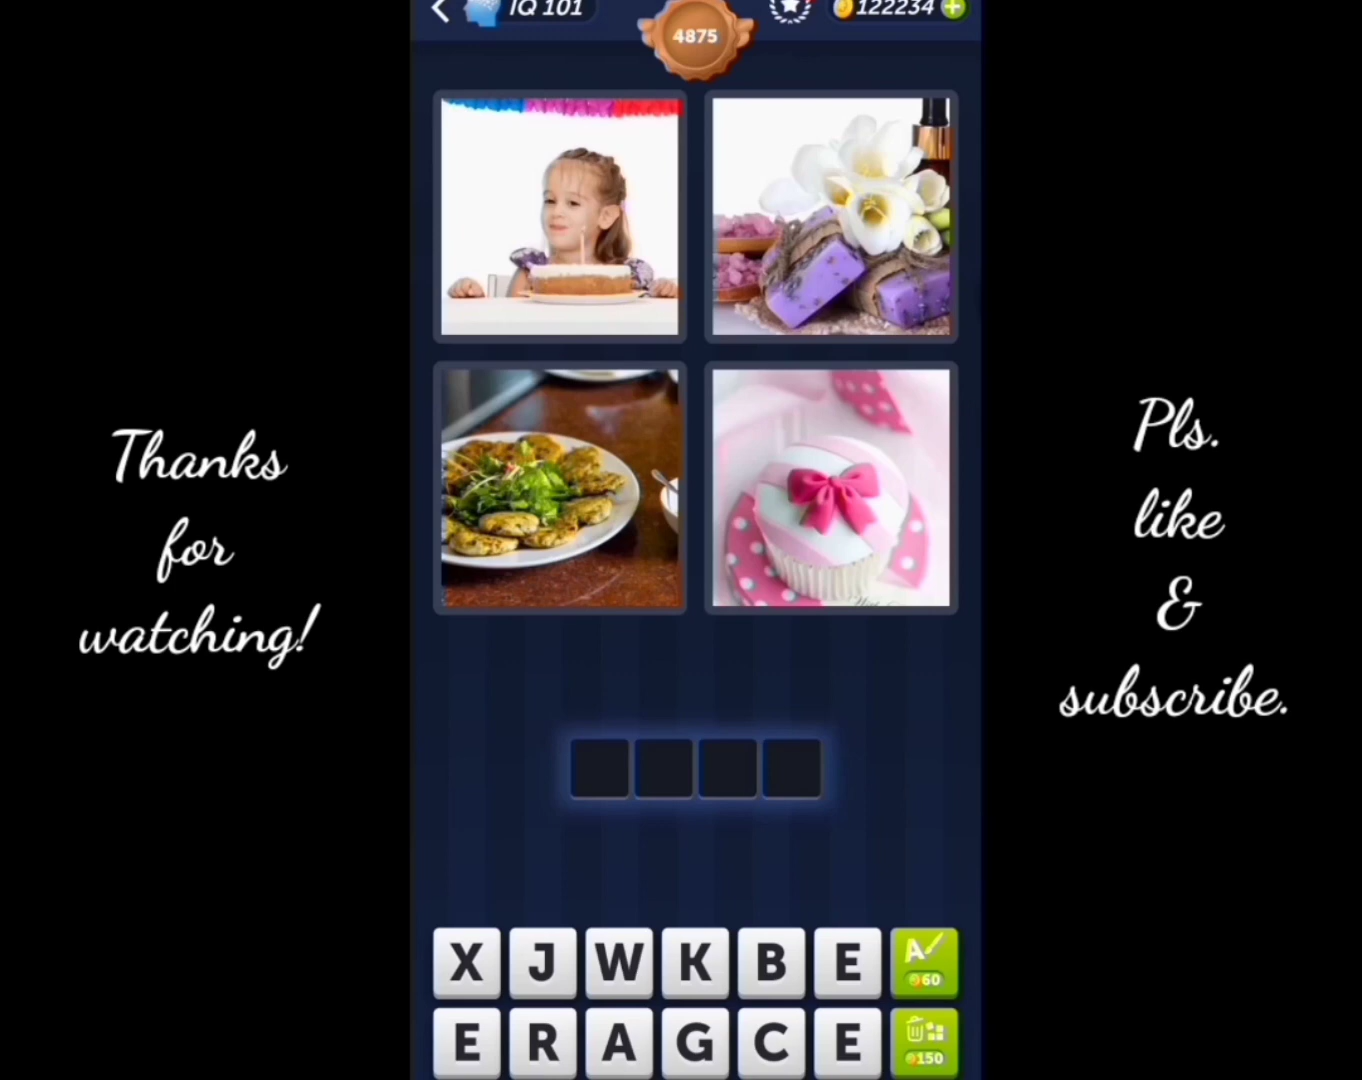 IQ 101
122234
4875
Thanks
for
watching!
Pls.
like
&
subscribe.
X J W K B E
60
E R A G C E
150